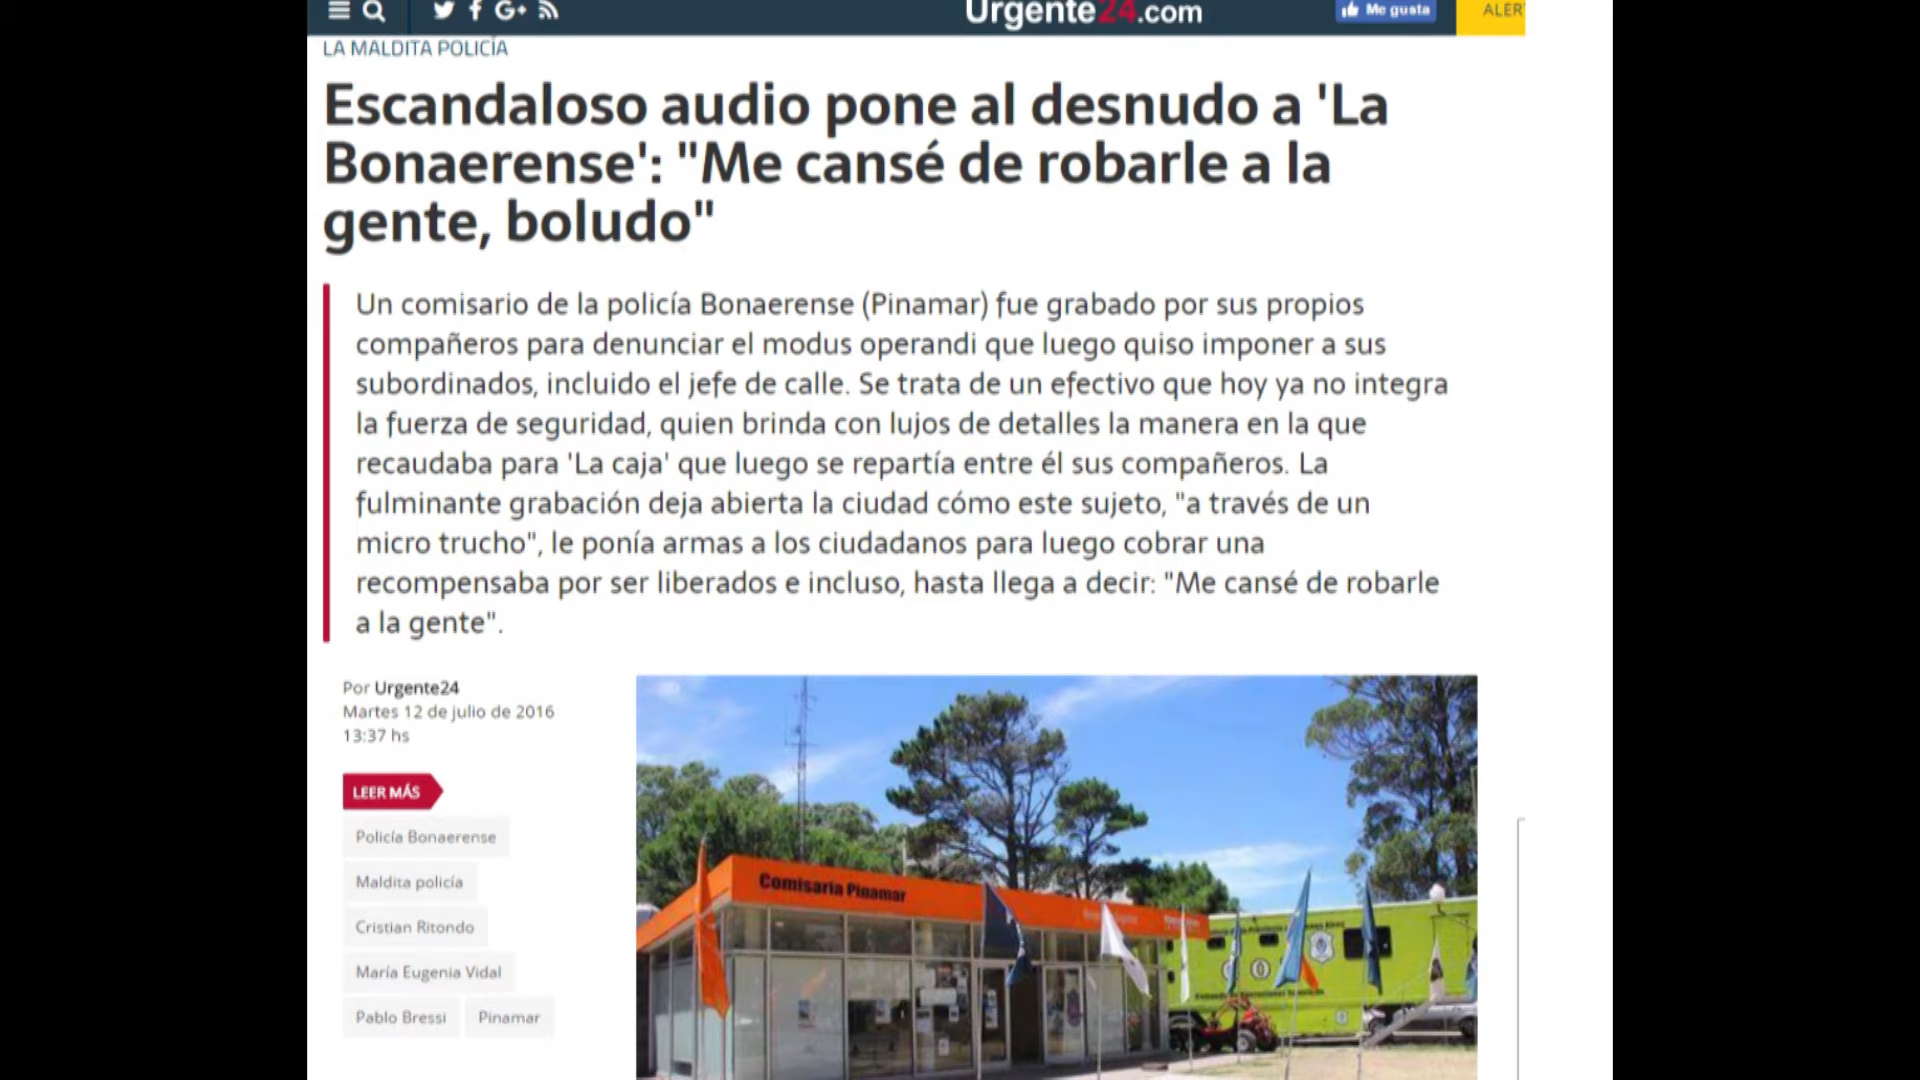 Urgente24.com
Me gusta
ALER
LA MALDITA POLICÍA
Escandaloso audio pone al desnudo a 'La
Bonaerense': "Me cansé de robarle a la
gente, boludo"
Un comisario de la policía Bonaerense (Pinamar) fue grabado por sus propios
compañeros para denunciar el modus operandi que luego quiso imponer a sus
subordinados, incluido el jefe de calle. Se trata de un efectivo que hoy ya no integra
la fuerza de seguridad, quien brinda con lujos de detalles la manera en la que
recaudaba para 'La caja' que luego se repartía entre él sus compañeros. La
fulminante grabación deja abierta la ciudad cómo este sujeto, "a través de un
micro trucho", le ponía armas a los ciudadanos para luego cobrar una
recompensaba por ser liberados e incluso, hasta llega a decir: "Me cansé de robarle
a la gente".
Por Urgente24
Martes 12 de julio de 2016
13:37 hs
LEER MÁS
Policía Bonaerense
Maldita policía
Cristian Ritondo
María Eugenia Vidal
Pablo Bressi
Pinamar
Comisaria Pinamar